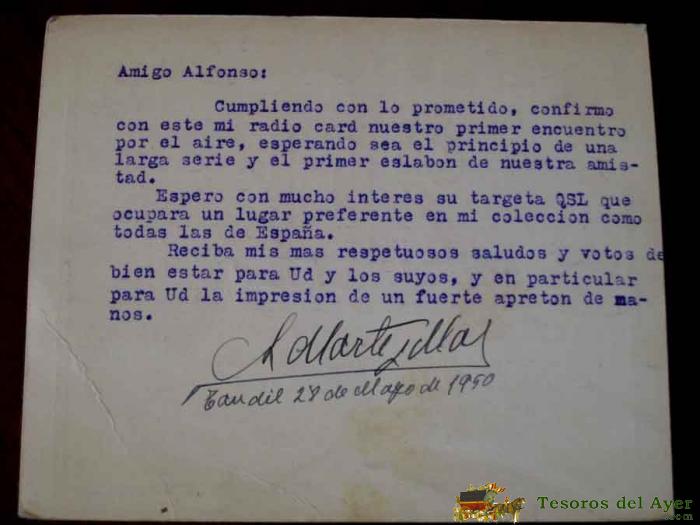 Amigo Alfonso:
Cumpliendo con lo prometido, confirmo
con este mi radio card nuestro primer encuentro
por el aire, esperando sea el principio de una
larga serie y el primer eslabon de nuestra amis-
tad.
Espero con mucho interes su targeta QSL que
ocupara un lugar preferente en mi coleccion como
todas las de España.
Reciba mis mas respetuosos saludos y votos de
bien estar para Ud y los suyos, y en particular
para Ud la impresion de un fuerte apreton de ma-
nos.
Tandil 28 de Mayo de 1950
Tesoros del Ayer
.com